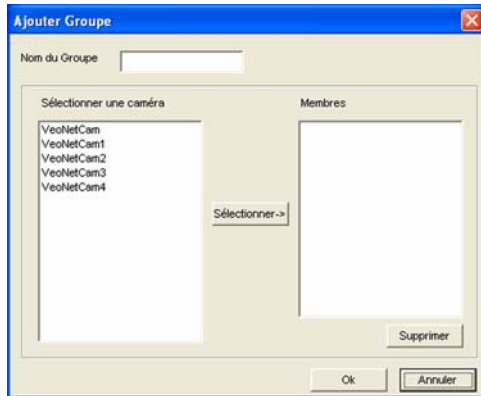 Ajouter Groupe
Nom du Groupe
Sélectionner une caméra
Membres
VeoNetCam
VeoNetCam1
VeoNetCam2
VeoNetCam3
VeoNetCam4
Sélectionner->
Supprimer
Ok
Annuler